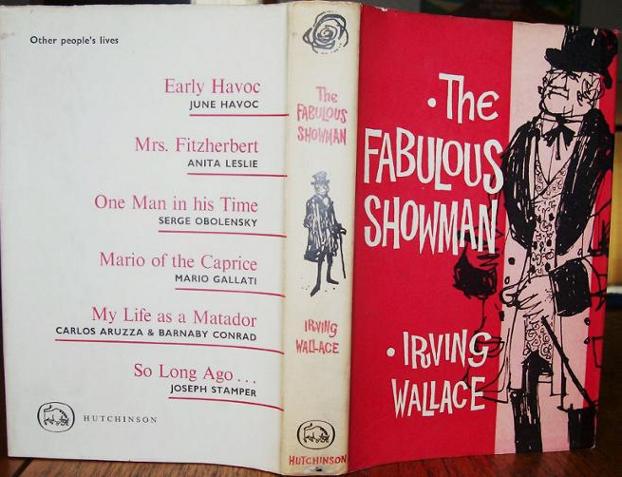 Other people's lives
Early Havoc
JUNE HAVOC
Mrs. Fitzherbert
ANITA LESLIE
One Man in his Time
SERGE OBOLENSKY
Mario of the Caprice
MARIO GALLATI
My Life as a Matador
CARLOS ARUZZA & BARNABY CONRAD
So Long Ago ...
JOSEPH STAMPER
HUTCHINSON
The
FABULOUS
SHOWMAN
IRVING
WALLACE
HUTCHINSON
• The
FABULOUS
SHOWMAN
• IRVING
WALLACE